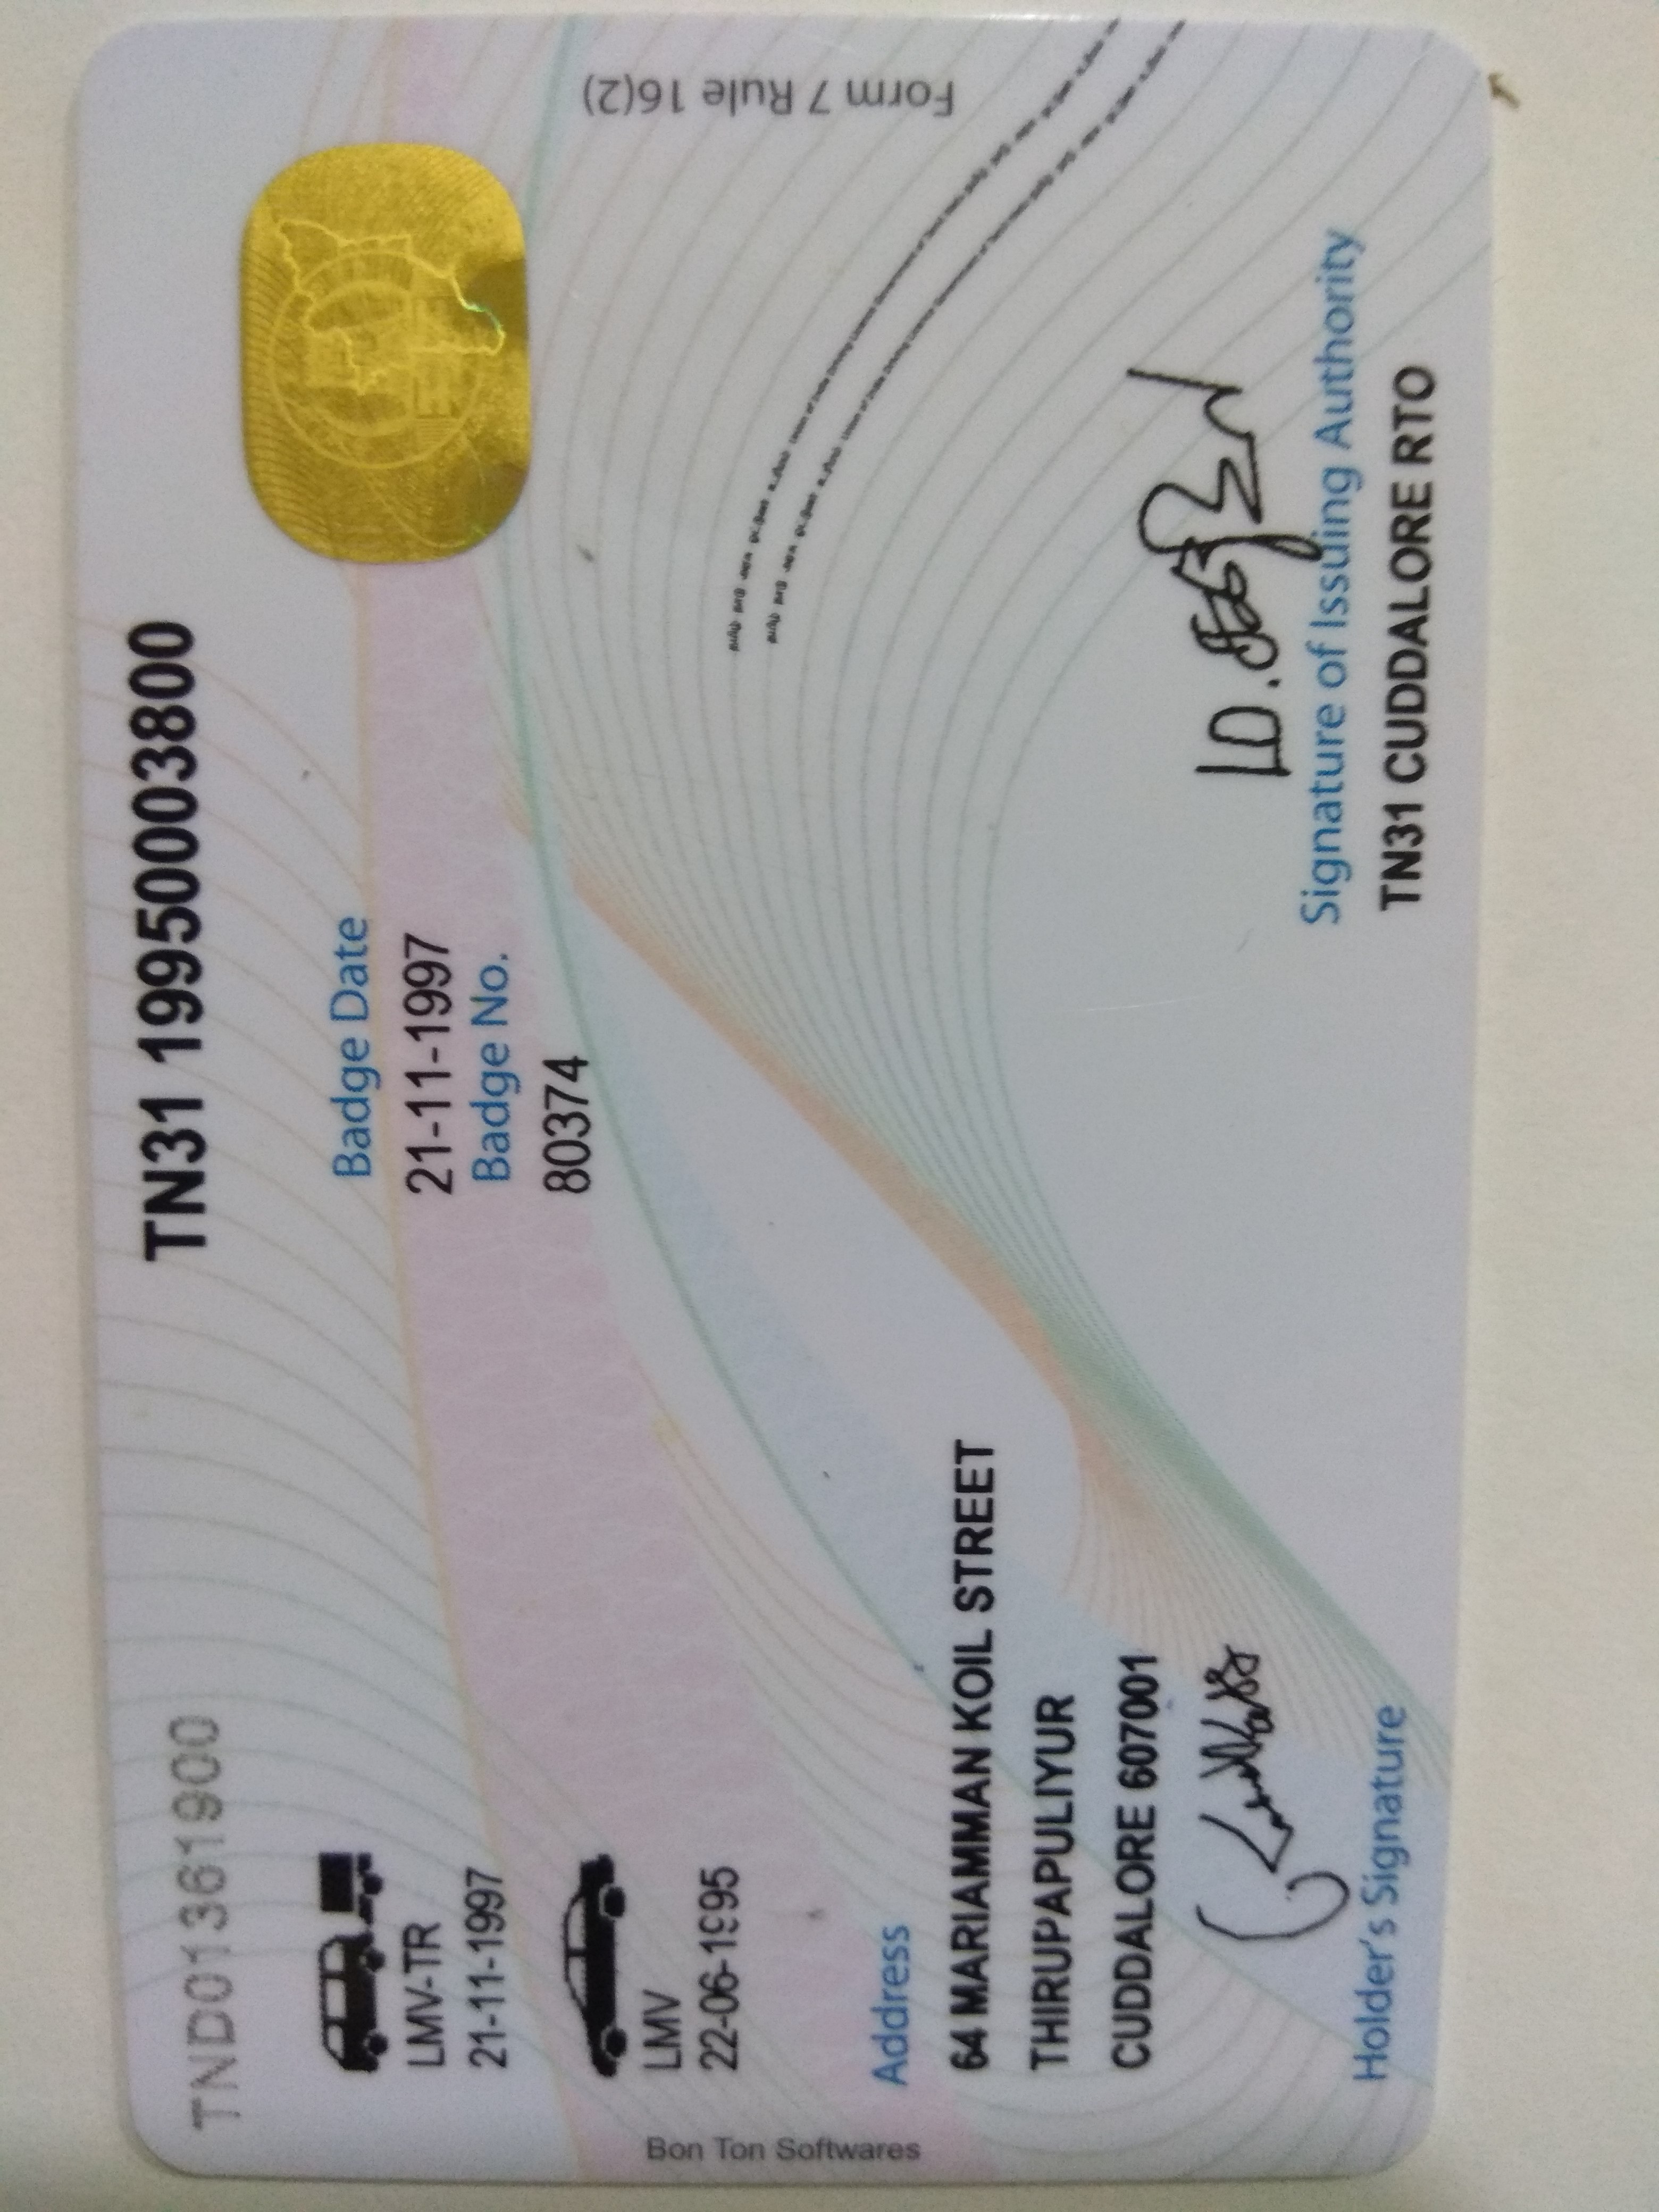 TND01361900
TN31 19950003800
LMV-TR
21-11-1997
Badge Date
21-11-1997
Badge No.
80374
LMV
22-06-1995
Address
64 MARIAMMAN KOIL STREET
THIRUPAPULIYUR
CUDDALORE 607001
Holder's Signature
Signature of Issuing Authority
TN31 CUDDALORE RTO
Form 7 Rule 16(2)
Bon Ton Softwares